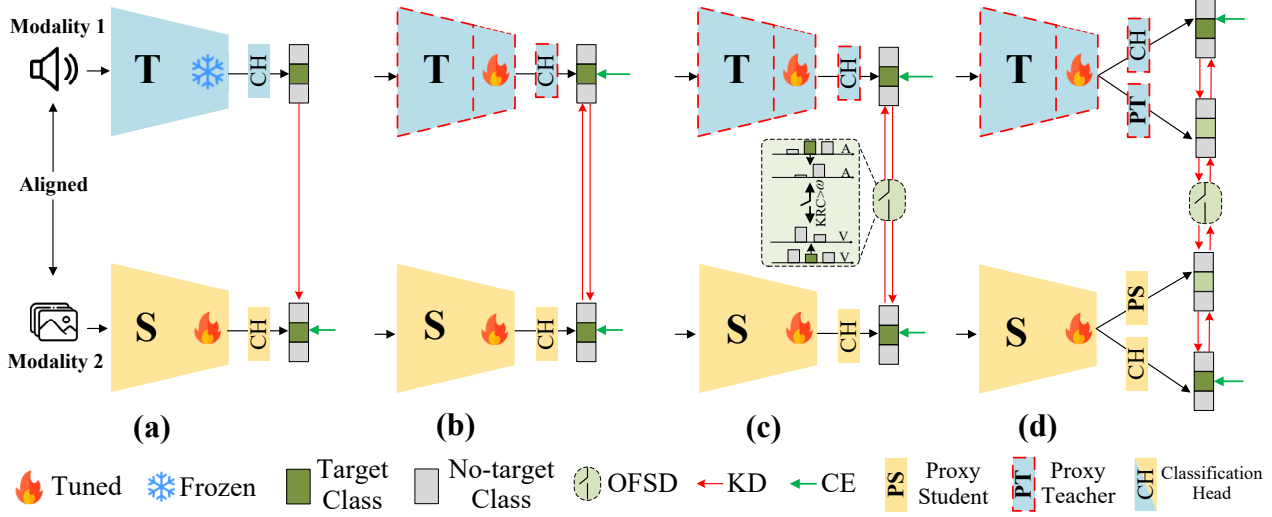 Modality 1
T
CH
Aligned
S
CH
Modality 2
(a)
T
CH
S
CH
(b)
T
CH
A
A
KRC>ω
V
V
S
CH
(c)
T
CH
PT
PS
S
CH
(d)
Tuned
Frozen
Target
Class
No-target
Class
OFSD
KD
CE
PS
Proxy
Student
PT
Proxy
Teacher
CH
Classification
Head